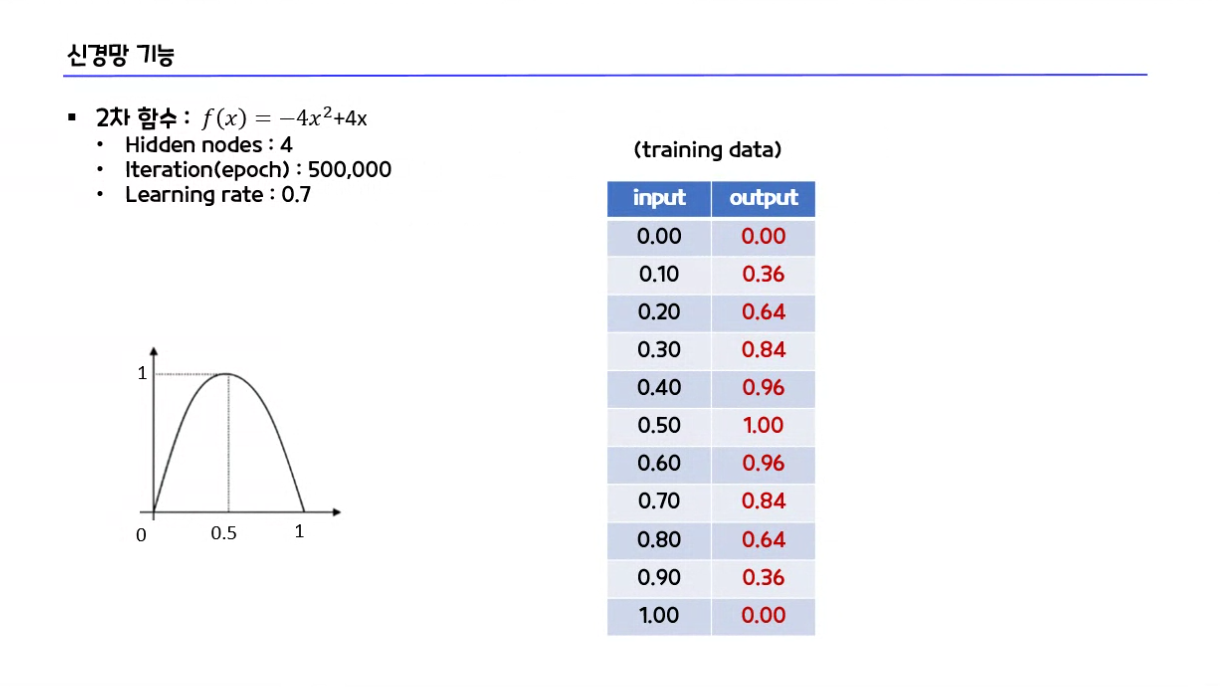 신경망 기능
▪ 2차 함수 : f(x) = −4x²+4x
• Hidden nodes : 4
• Iteration(epoch) : 500,000
• Learning rate : 0.7
1
0
0.5
1
(training data)
input output
0.00 0.00
0.10 0.36
0.20 0.64
0.30 0.84
0.40 0.96
0.50 1.00
0.60 0.96
0.70 0.84
0.80 0.64
0.90 0.36
1.00 0.00